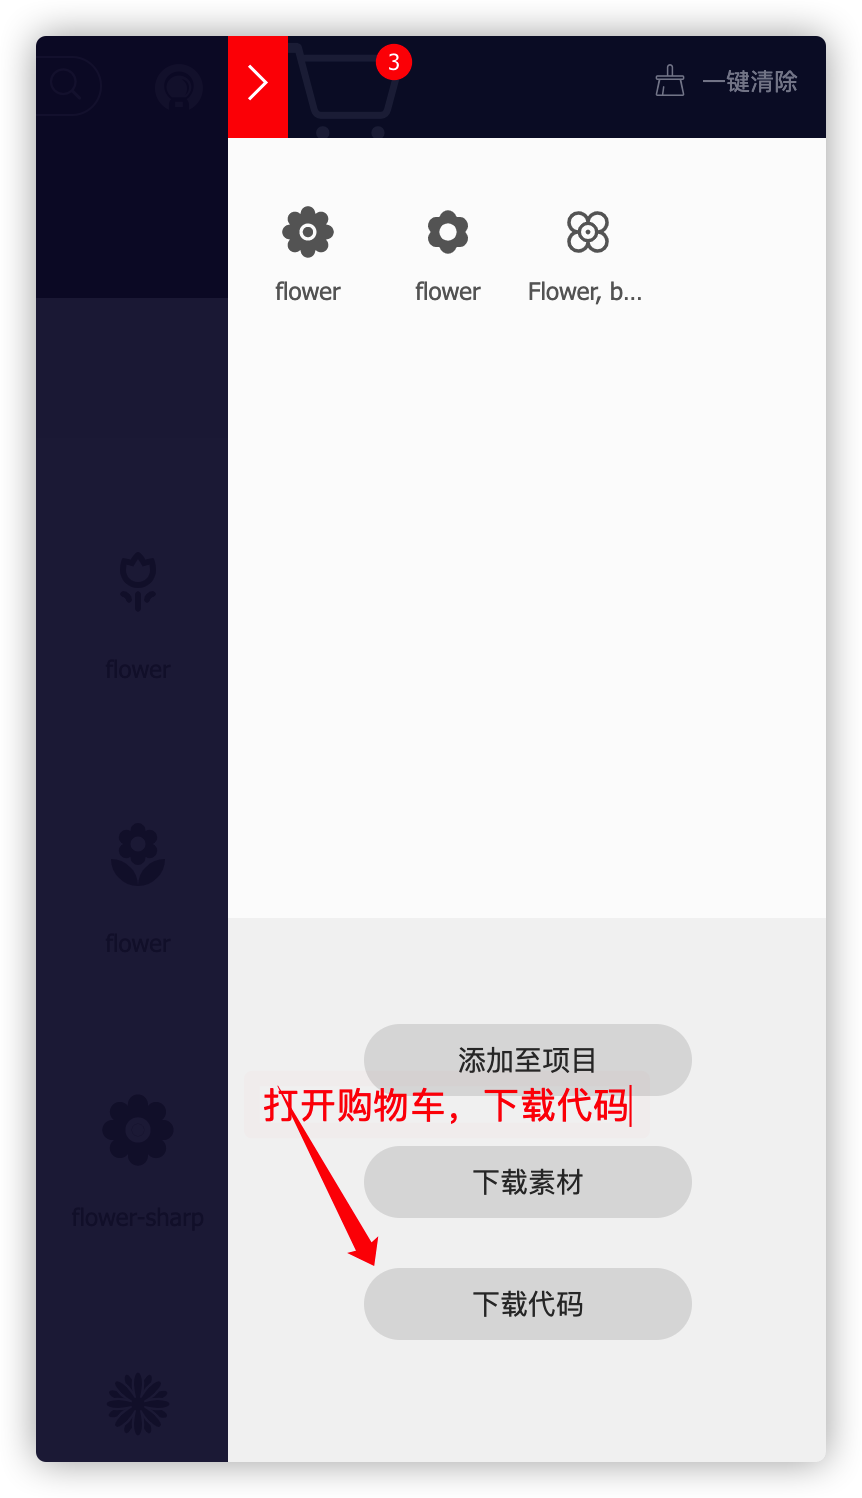 3
一键清除
flower
flower
Flower, b...
flower
flower
flower-sharp
添加至项目
打开购物车，下载代码
下载素材
下载代码